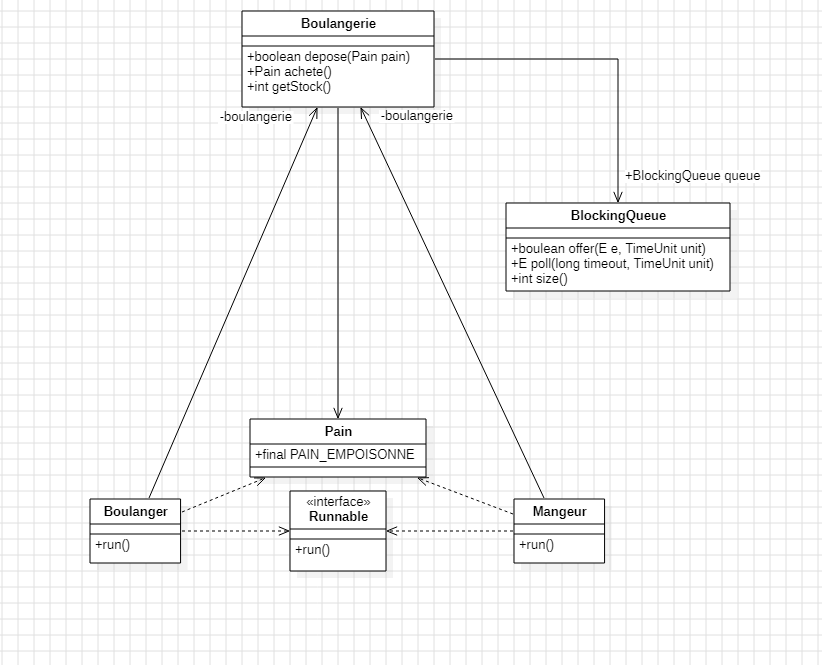 Boulangerie
+boolean depose(Pain pain)
+Pain achete()
+int getStock()
-boulangerie
-boulangerie
+BlockingQueue queue
BlockingQueue
+boolean offer(E e, TimeUnit unit)
+E poll(long timeout, TimeUnit unit)
+int size()
Pain
+final PAIN_EMPOISONNE
Boulanger
+run()
«interface»
Runnable
+run()
Mangeur
+run()